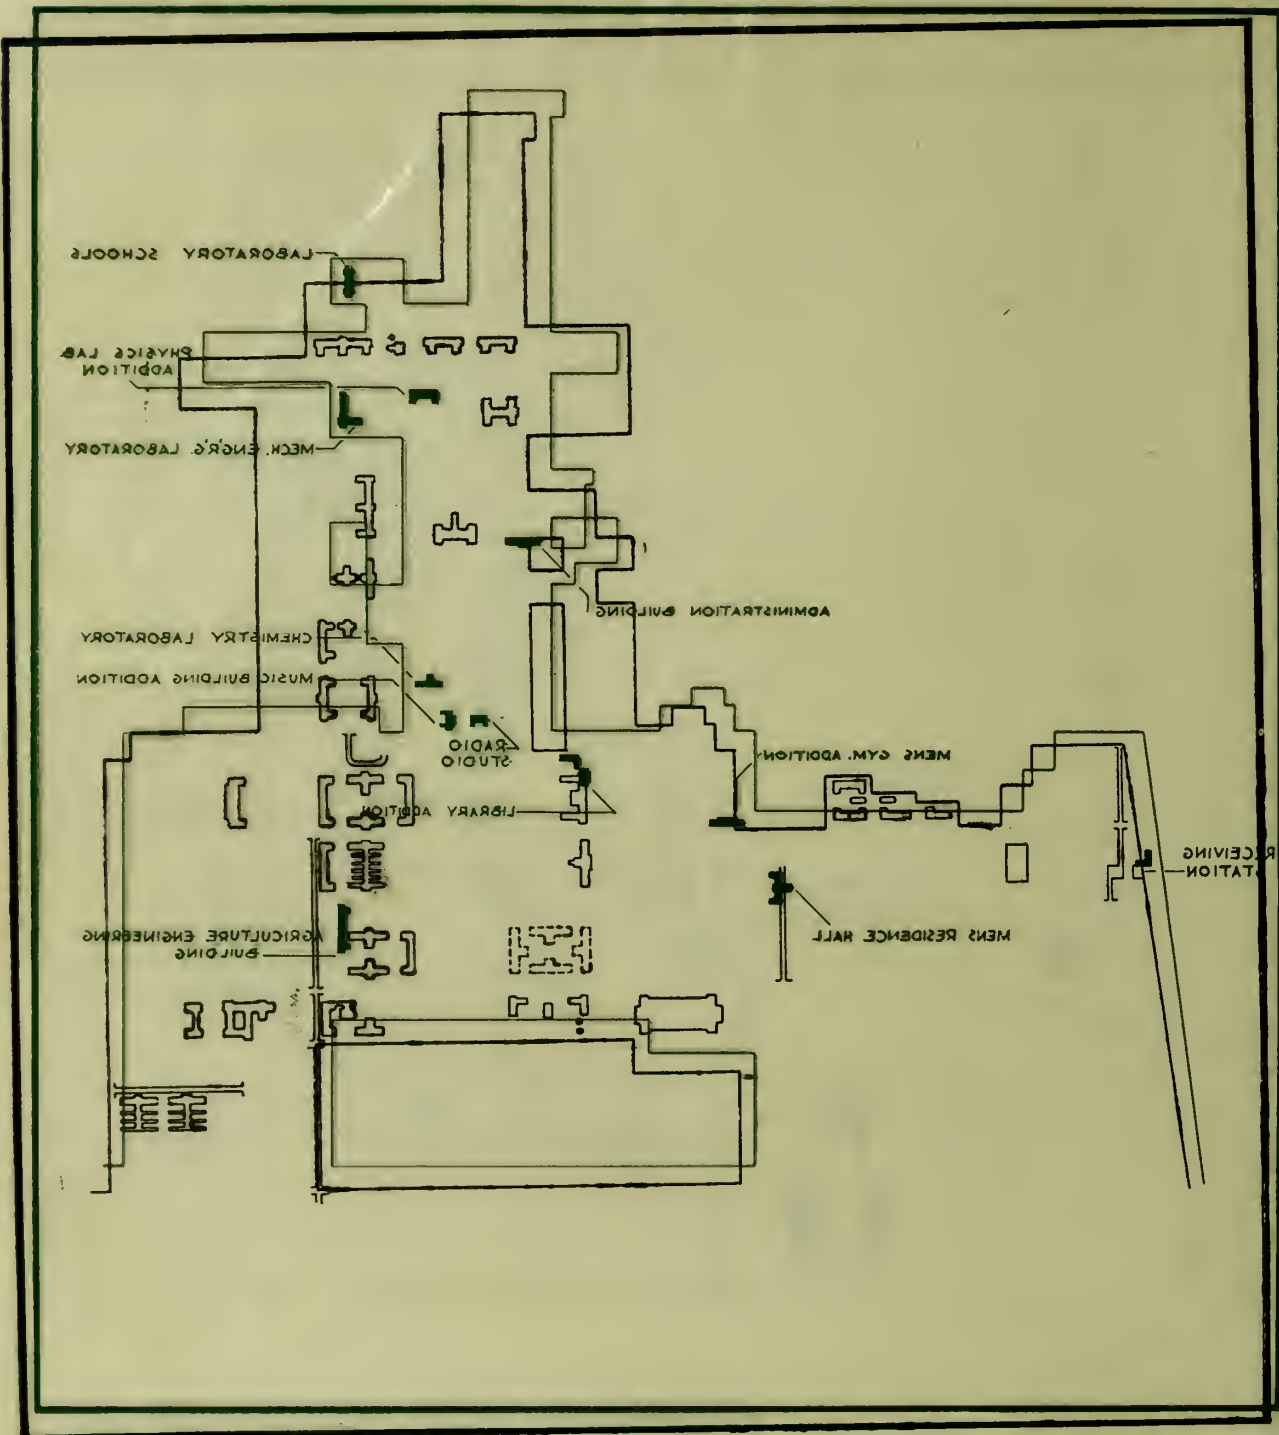 LABORATORY SCHOOLS
PHYSICS LAB.
ADDITION
MECH. ENGR'G. LABORATORY
ADMINISTRATION BUILDING
CHEMISTRY LABORATORY
MUSIC BUILDING ADDITION
RADIO
STUDIO
MENS GYM. ADDITION
LIBRARY ADDITION
RECEIVING
STATION
AGRICULTURE ENGINEERING
BUILDING
MENS RESIDENCE HALL